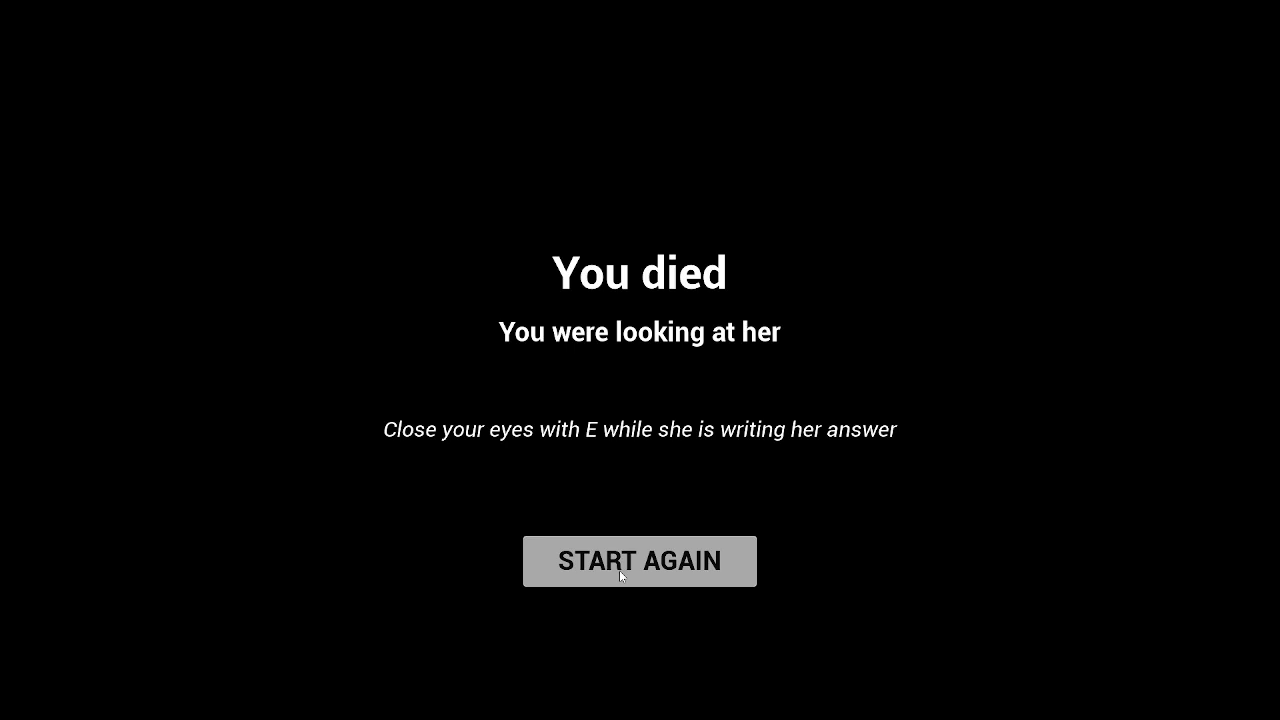 You died
You were looking at her
Close your eyes with E while she is writing her answer
START AGAIN